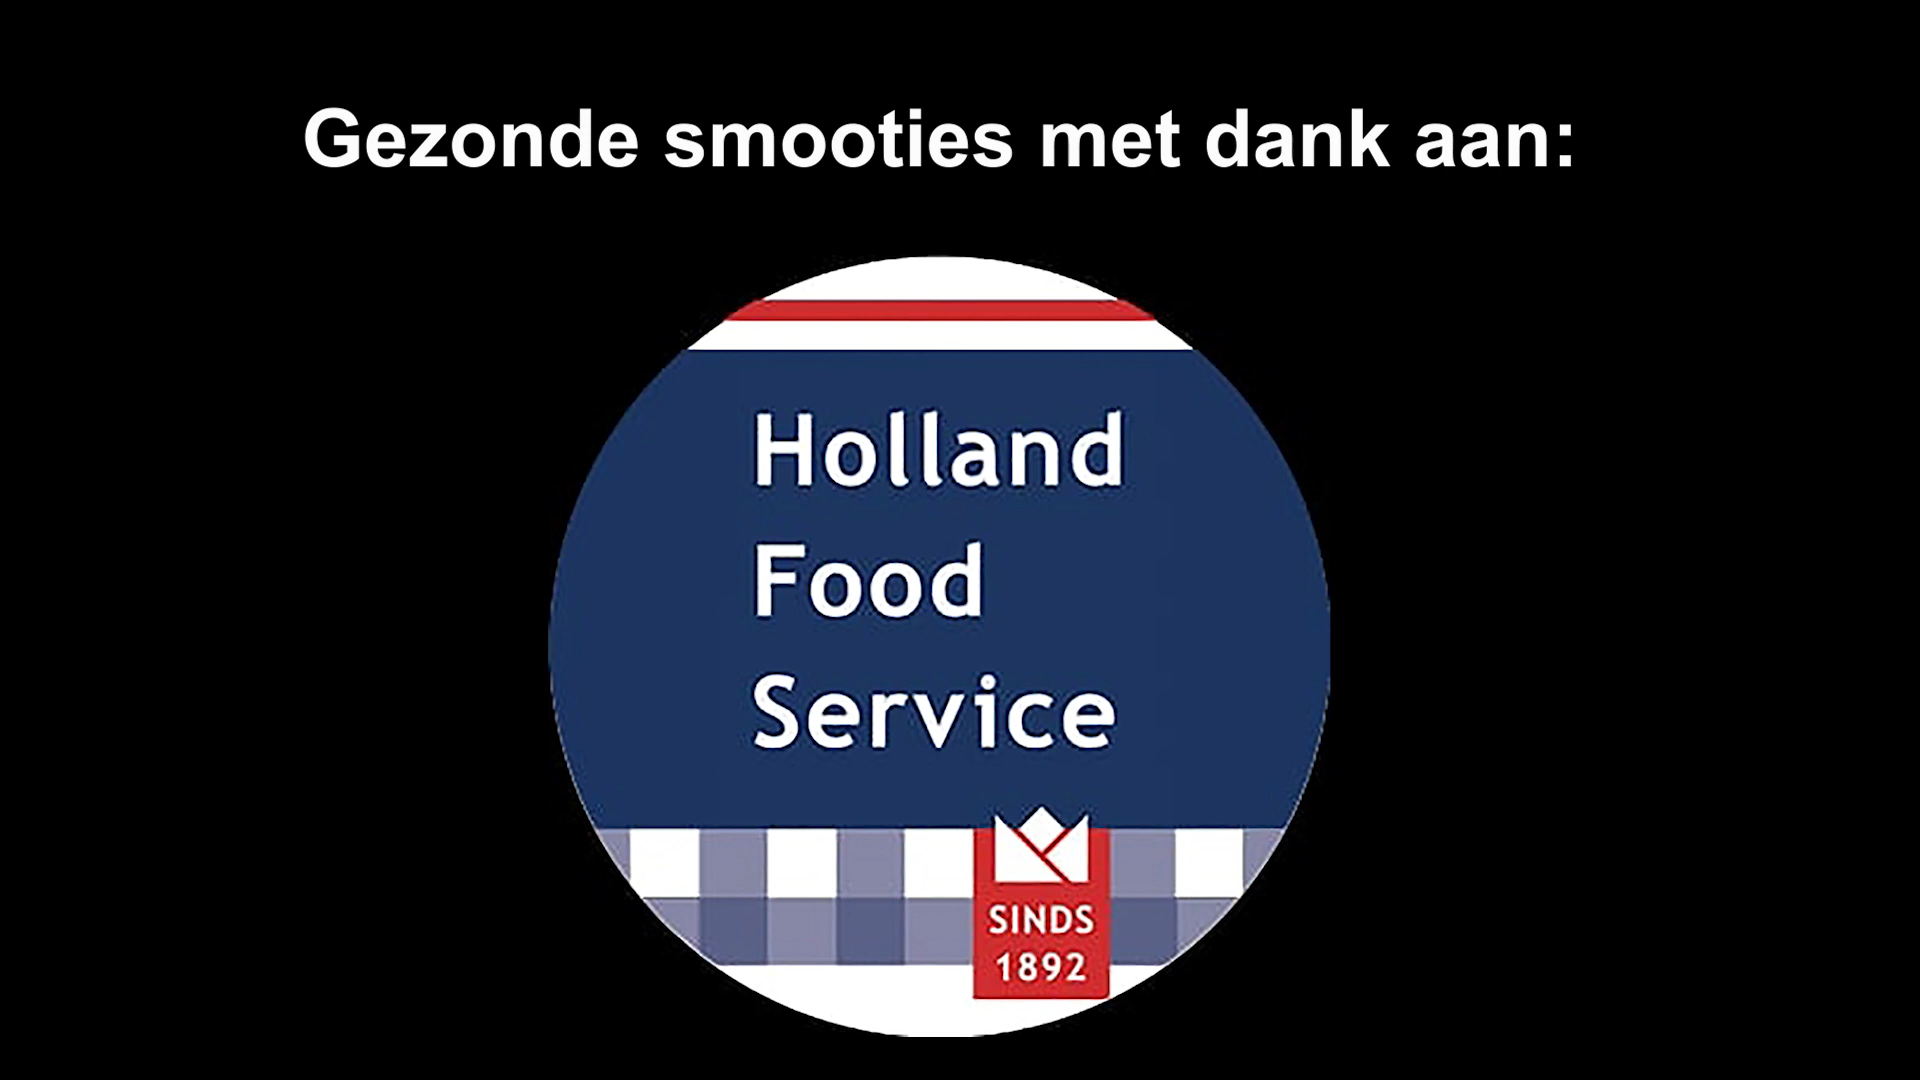 Gezonde smooties met dank aan:
Holland
Food
Service
SINDS
1892